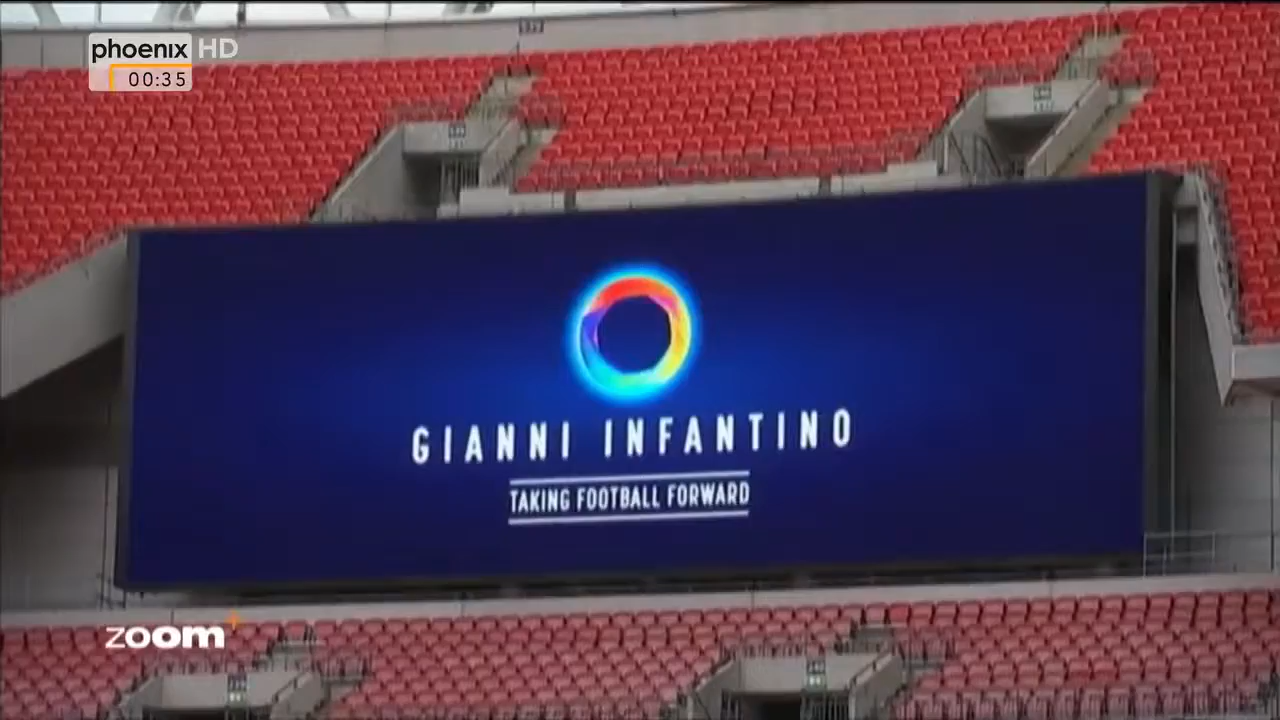 phoenix HD
00:35
GIANNI INFANTINO
TAKING FOOTBALL FORWARD
zoom+